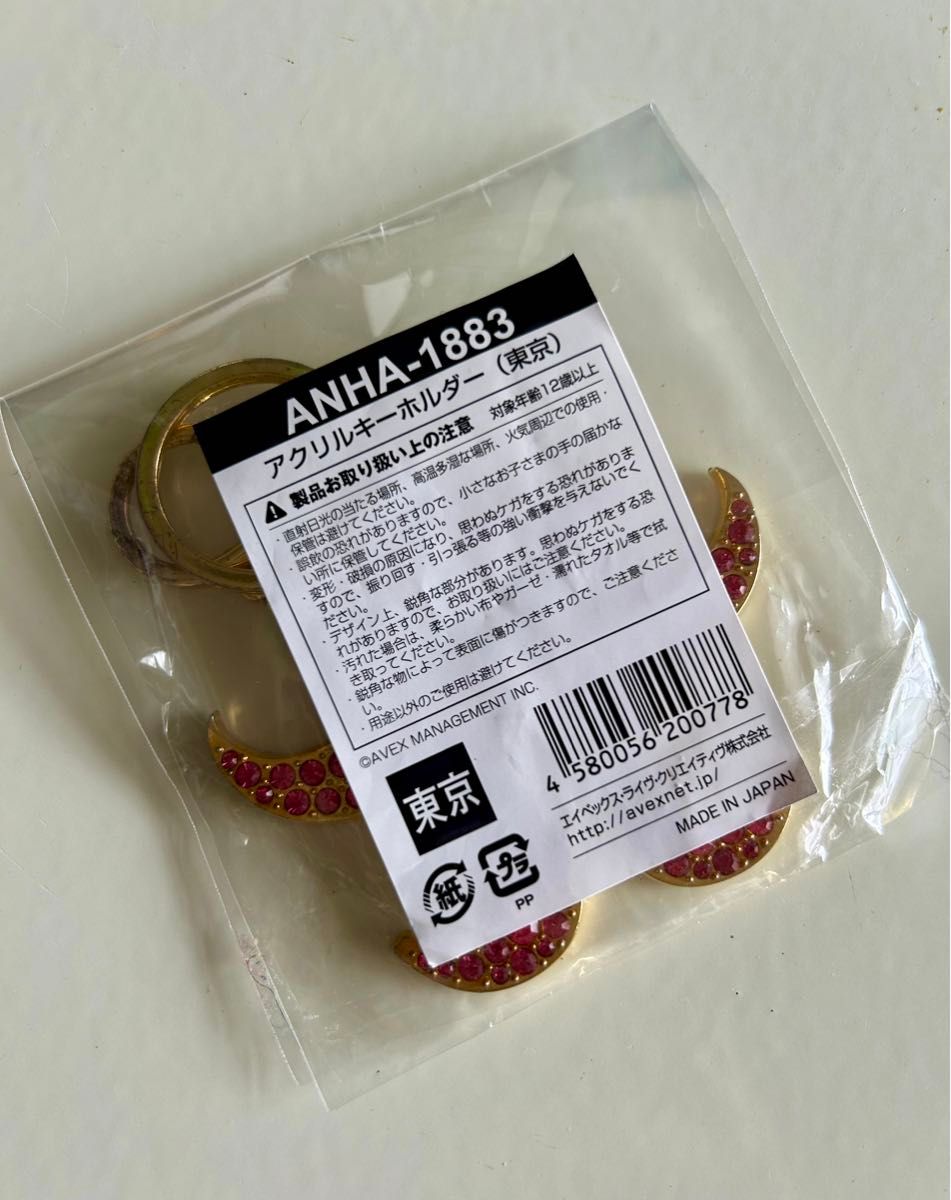 ANHA-1883
アクリルキーホルダー（東京）
製品お取り扱い上の注意 対象年齢12歳以上
・直射日光の当たる場所、高温多湿な場所、火気周辺での使用・
保管は避けてください。
・誤飲の恐れがありますので、小さなお子さまの手の届かな
い所に保管してください。
・変形・破損の原因になり、思わぬケガをする恐れがありま
すので、振り回す・引っ張る等の強い衝撃を与えないでく
ださい。
・デザイン上、鋭角な部分があります。思わぬケガをする恐
れがありますので、お取り扱いにはご注意ください。
・汚れた場合は、柔らかい布やガーゼ・濡れたタオル等で拭
き取ってください。
・鋭角な物によって表面に傷がつきますので、ご注意くださ
い。
・用途以外のご使用は避けてください。
©AVEX MANAGEMENT INC.
東京
4 580056 200778
エイベックス・ライヴ・クリエイティヴ株式会社
http://avexnet.jp/
MADE IN JAPAN
紙
プラ
PP